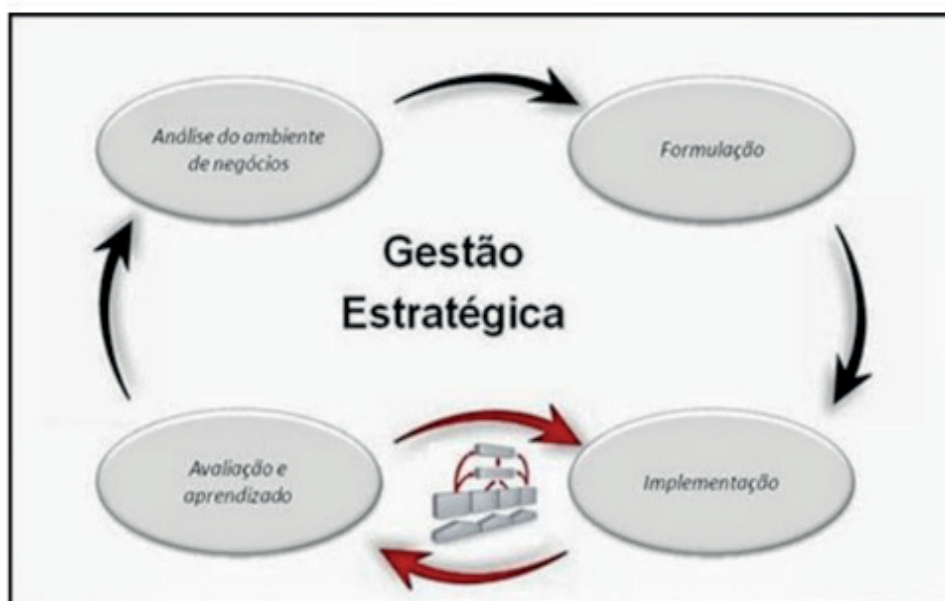 Análise do ambiente
de negócios
Formulação
Gestão
Estratégica
Avaliação e
aprendizado
Implementação